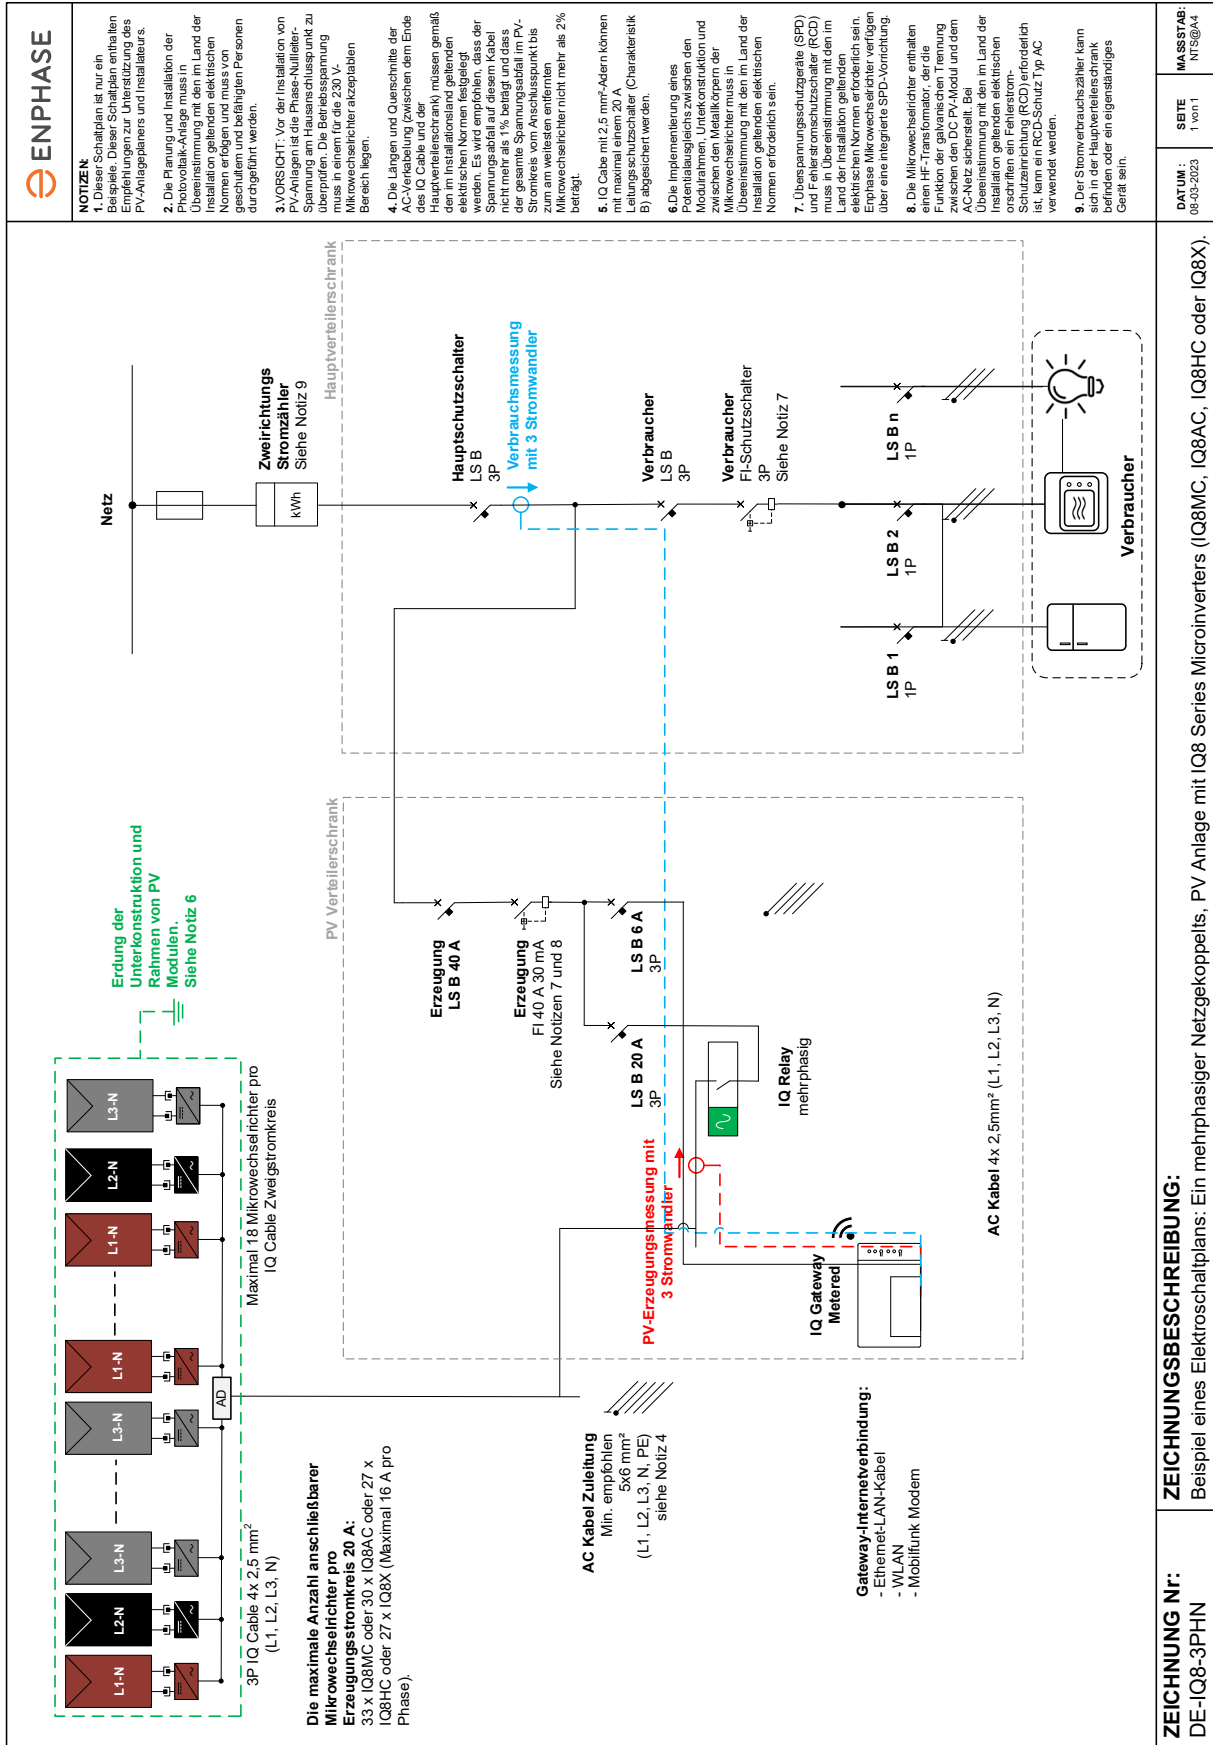 ENPHASE
NOTIZEN:
1. Dieser Schaltplan ist nur ein
Beispiele. Dieser Schaltplan enthalten
Empfehlungen zur Unterstützung des
PV-Anlageplaners und Installateurs.
2. Die Planung und Installation der
Photovoltaik-Anlage muss in
Übereinstimmung mit den im Land der
Installation geltenden elektrischen
Normen erfolgen und muss von
geschulten und befähigten Personen
durchgeführt werden.
3.VORSICHT: Vor der Installation von
PV-Anlagen ist die Phase-Nullleiter-
Spannung am Hausanschlusspunkt zu
überprüfen. Die Betriebsspannung
muss in einem für die 230 V-
Mikrowechselrichter akzeptablen
Bereich liegen.
4. Die Längen und Querschnitte der
AC-Verkabelung (zwischen dem Ende
des IQ Cable und der
Hauptverteilerschrank) müssen gemäß
den im Installationsland geltenden
elektrischen Normen festgelegt
werden. Es wird empfohlen, dass der
Spannungsabfall auf diesem Kabel
nicht mehr als 1% beträgt und dass
der gesamte Spannungsabfall im PV-
Stromkreis vom Anschlusspunkt bis
zum am weitesten entfernten
Mikrowechselrichter nicht mehr als 2%
beträgt.
5. IQ Cabe mit 2,5 mm²-Adern können
mit maximal einem 20 A
Leitungsschutzschalter (Charakteristik
B) abgesichert werden.
6.Die Implementierung eines
Potentialausgleichs zwischen den
Modulrahmen, Unterkonstruktion und
zwischen den Metallkörpern der
Mikrowechselrichter muss in
Übereinstimmung mit den im Land der
Installation geltenden elektrischen
Normen erforderlich sein.
7. Überspannungsschutzgeräte (SPD)
und Fehlerstromschutzschalter (RCD)
muss in Übereinstimmung mit den im
Land der Installation geltenden
elektrischen Normen erforderlich sein.
Enphase Mikrowechselrichter verfügen
über eine integrierte SPD-Vorrichtung.
8. Die Mikrowechselrichter enthalten
einen HF-Transformator, der die
Funktion der galvanischen Trennung
zwischen den DC PV-Modul und dem
AC-Netz sicherstellt. Bei
Übereinstimmung mit den im Land der
Installation geltenden elektrischen
orschriften ein Fehlerstrom-
Schutzeinrichtung (RCD) erforderlich
ist, kann ein RCD-Schutz Typ AC
verwendet werden.
9. Der Stromverbrauchszähler kann
sich in der Hauptverteilerschrank
befinden oder ein eigenständiges
Gerät sein.
DATUM:
08-03-2023
SEITE
1 von 1
MASSSTAB:
NTS@A4
Netz
Zweirichtungs
Stromzähler
Siehe Notiz 9
kWh
Hauptverteilerschrank
Hauptschutzschalter
LS B
3P
Verbrauchsmessung
mit 3 Stromwandler
Verbraucher
LS B
3P
Verbraucher
FI-Schutzschalter
3P
Siehe Notiz 7
LS B 1
1P
LS B 2
1P
LS B n
1P
Verbraucher
Erdung der
Unterkonstruktion und
Rahmen von PV
Modulen.
Siehe Notiz 6
PV Verteilerschrank
Erzeugung
LS B 40 A
Erzeugung
FI 40 A 30 mA
Siehe Notizen 7 und 8
LS B 20 A
3P
LS B 6 A
3P
IQ Relay
mehrphasig
PV-Erzeugungsmessung mit
3 Stromwandler
IQ Gateway
Metered
AC Kabel 4x 2,5mm² (L1, L2, L3, N)
L1-N
L2-N
L3-N
L3-N
L1-N
L1-N
L2-N
L3-N
AD
3P IQ Cable 4x 2,5 mm²
(L1, L2, L3, N)
Maximal 18 Mikrowechselrichter pro
IQ Cable Zweigstromkreis
Die maximale Anzahl anschließbarer
Mikrowechselrichter pro
Erzeugungsstromkreis 20 A:
33 x IQ8MC oder 30 x IQ8AC oder 27 x
IQ8HC oder 27 x IQ8X (Maximal 16 A pro
Phase).
AC Kabel Zuleitung
Min. empfohlen
5x6 mm²
(L1, L2, L3, N, PE)
siehe Notiz 4
Gateway-Internetverbindung:
- Ethernet-LAN-Kabel
- WLAN
- Mobilfunk Modem
ZEICHNUNG Nr:
DE-IQ8-3PHN
ZEICHNUNGSBESCHREIBUNG:
Beispiel eines Elektroschaltplans: Ein mehrphasiger Netzgekoppelts, PV Anlage mit IQ8 Series Microinverters (IQ8MC, IQ8AC, IQ8HC oder IQ8X).